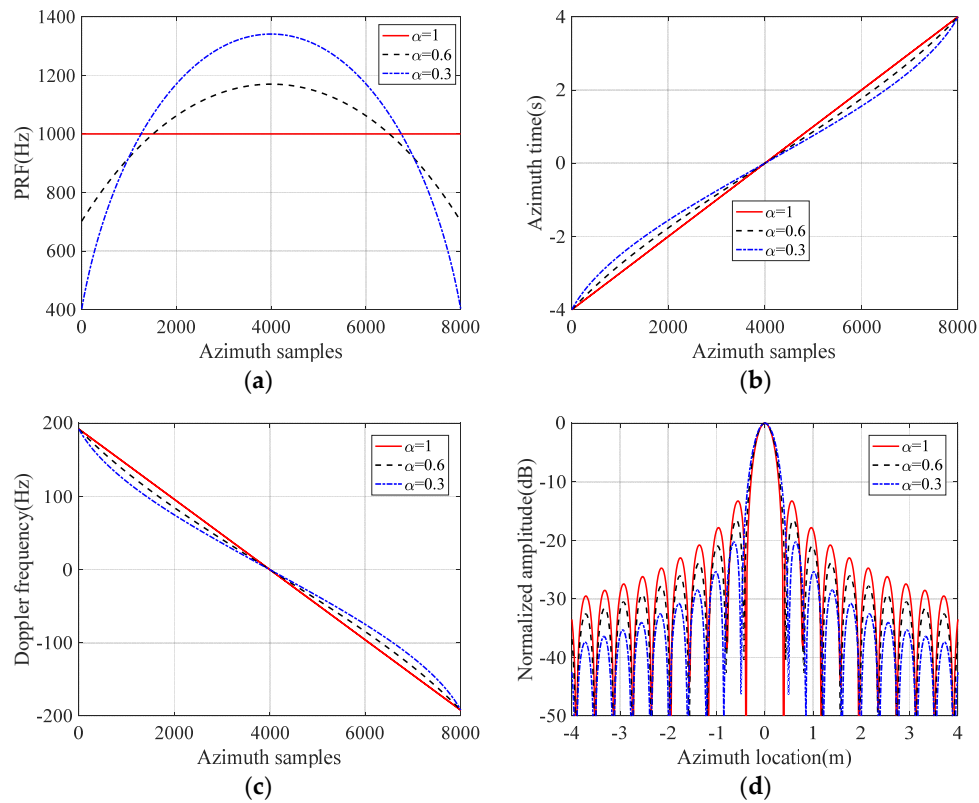 1400
1200
1000
800
600
400
PRF(Hz)
α=1
α=0.6
α=0.3
0 2000 4000 6000 8000
Azimuth samples
(a)
4
2
0
-2
-4
Azimuth time(s)
α=1
α=0.6
α=0.3
0 2000 4000 6000 8000
Azimuth samples
(b)
200
100
0
-100
-200
Doppler frequency(Hz)
α=1
α=0.6
α=0.3
0 2000 4000 6000 8000
Azimuth samples
(c)
0
-10
-20
-30
-40
-50
Normalized amplitude(dB)
α=1
α=0.6
α=0.3
-4 -3 -2 -1 0 1 2 3 4
Azimuth location(m)
(d)